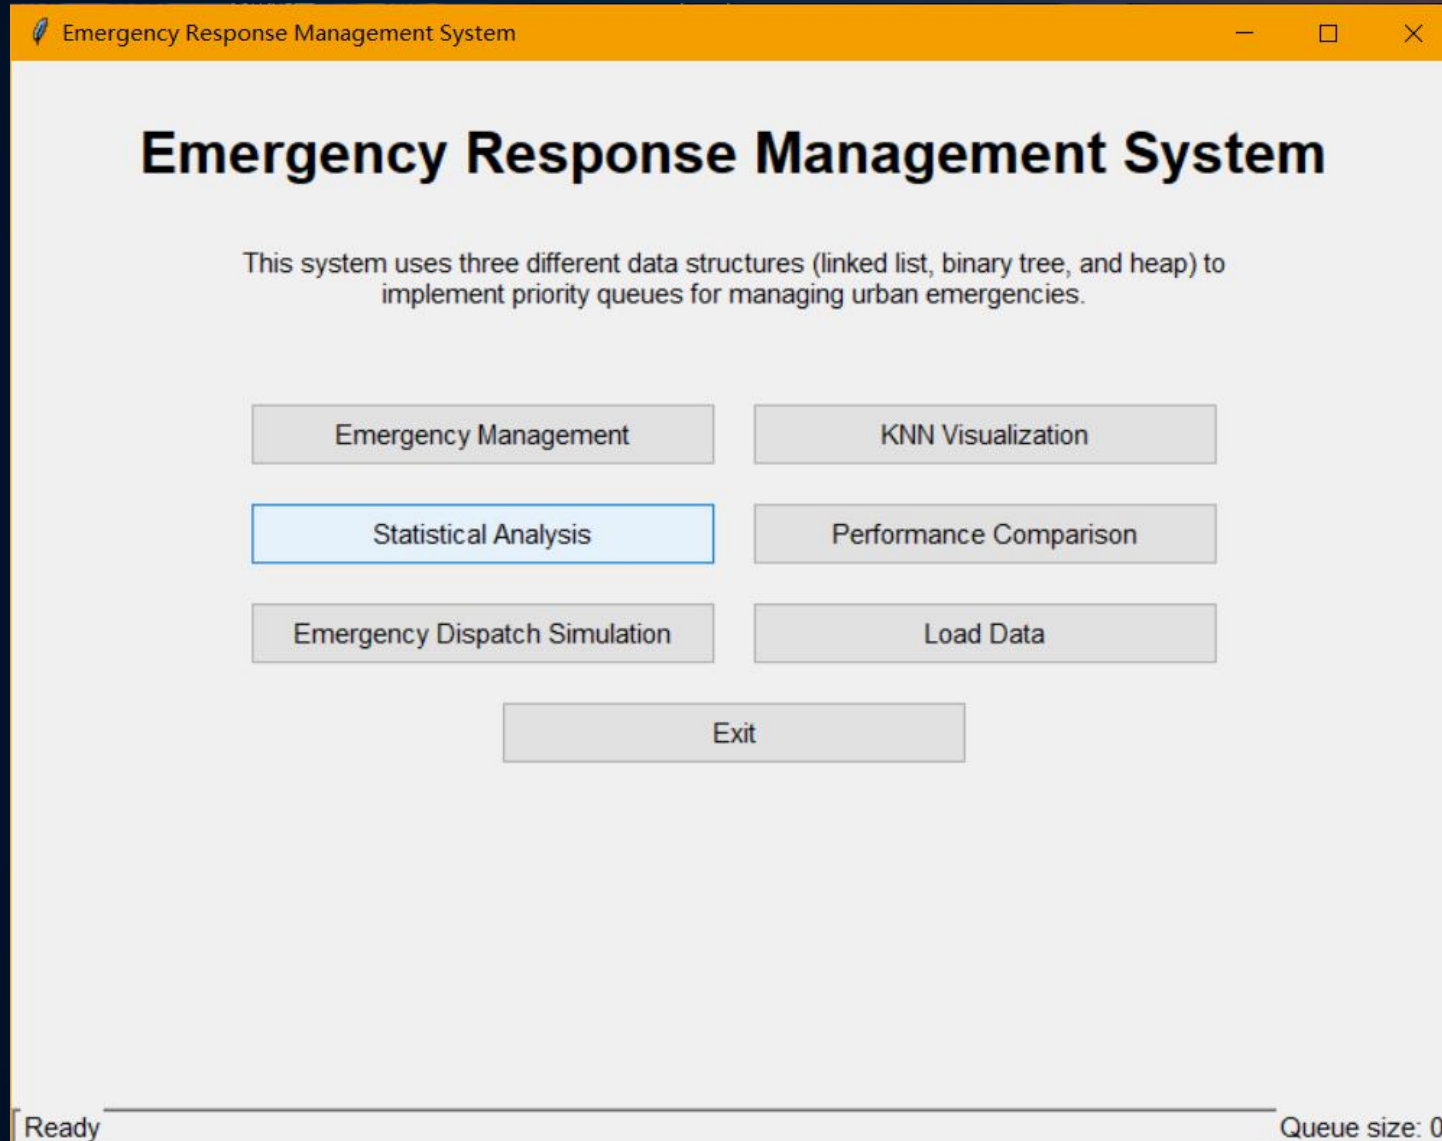 Emergency Response Management System
Emergency Response Management System
This system uses three different data structures (linked list, binary tree, and heap) to
implement priority queues for managing urban emergencies.
Emergency Management
KNN Visualization
Statistical Analysis
Performance Comparison
Emergency Dispatch Simulation
Load Data
Exit
Ready
Queue size: 0